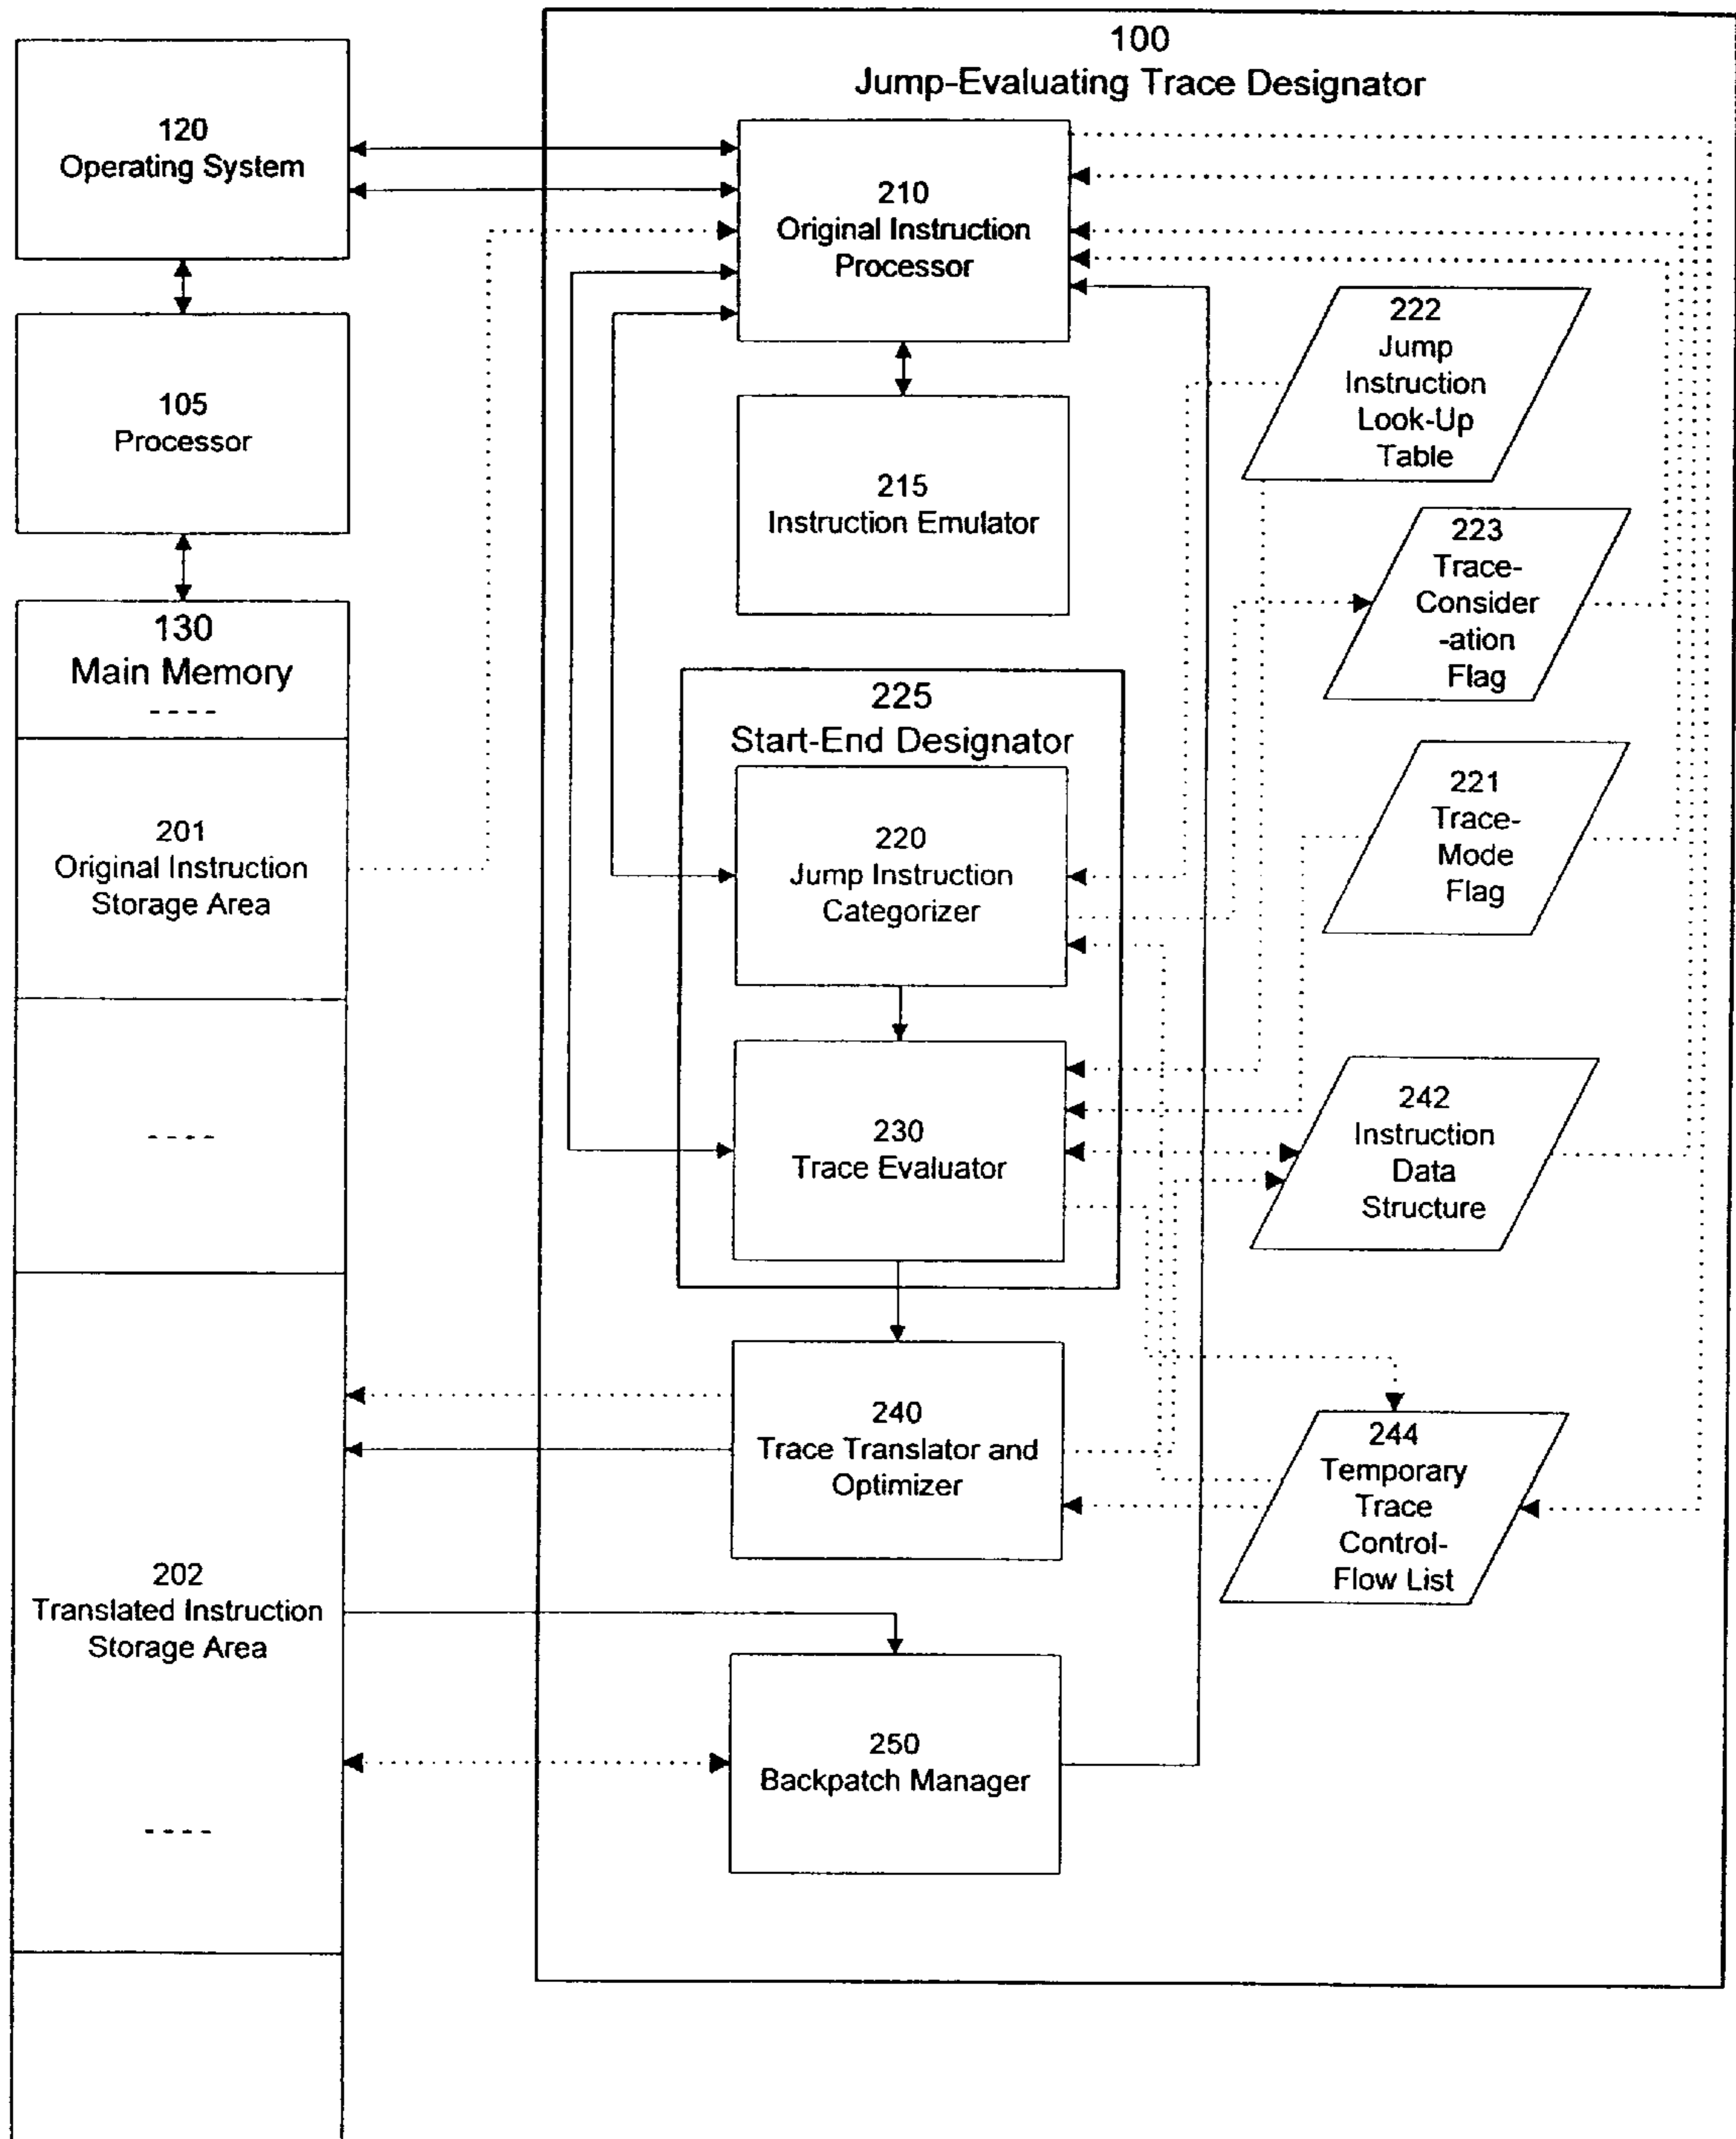 100
Jump-Evaluating Trace Designator
120
Operating System
105
Processor
130
Main Memory
- - - -
201
Original Instruction
Storage Area
- - - -
202
Translated Instruction
Storage Area
- - - -
210
Original Instruction
Processor
215
Instruction Emulator
225
Start-End Designator
220
Jump Instruction
Categorizer
230
Trace Evaluator
240
Trace Translator and
Optimizer
250
Backpatch Manager
222
Jump
Instruction
Look-Up
Table
223
Trace-
Consider
-ation
Flag
221
Trace-
Mode
Flag
242
Instruction
Data
Structure
244
Temporary
Trace
Control-
Flow List